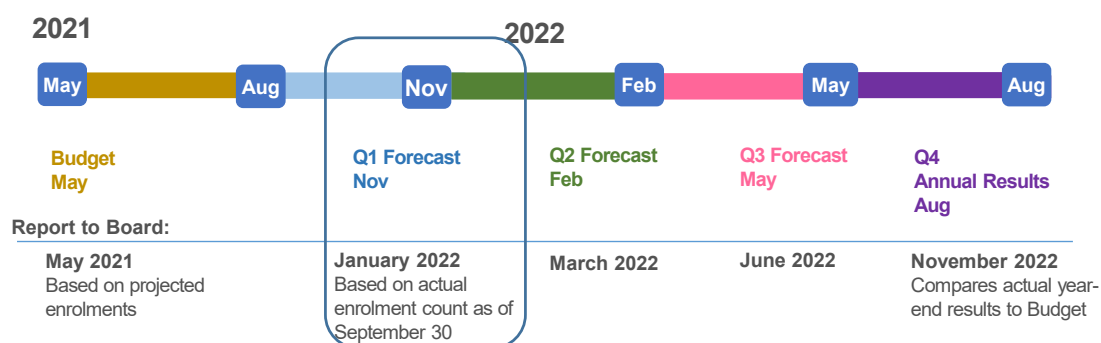 2021
2022
May
Aug
Nov
Feb
May
Aug
Budget
May
Q1 Forecast
Nov
Q2 Forecast
Feb
Q3 Forecast
May
Q4
Annual Results
Aug
Report to Board:
May 2021
Based on projected
enrolments
January 2022
Based on actual
enrolment count as of
September 30
March 2022
June 2022
November 2022
Compares actual year-
end results to Budget